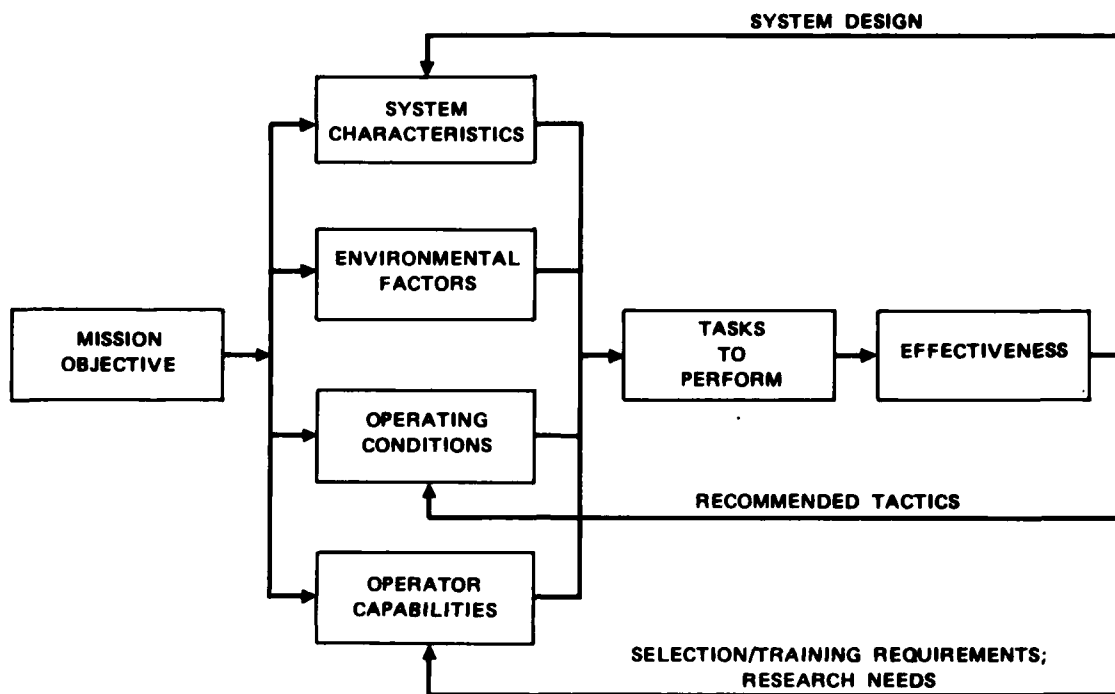 SYSTEM DESIGN
SYSTEM
CHARACTERISTICS
ENVIRONMENTAL
FACTORS
MISSION
OBJECTIVE
TASKS
TO
PERFORM
EFFECTIVENESS
OPERATING
CONDITIONS
RECOMMENDED TACTICS
OPERATOR
CAPABILITIES
SELECTION/TRAINING REQUIREMENTS;
RESEARCH NEEDS